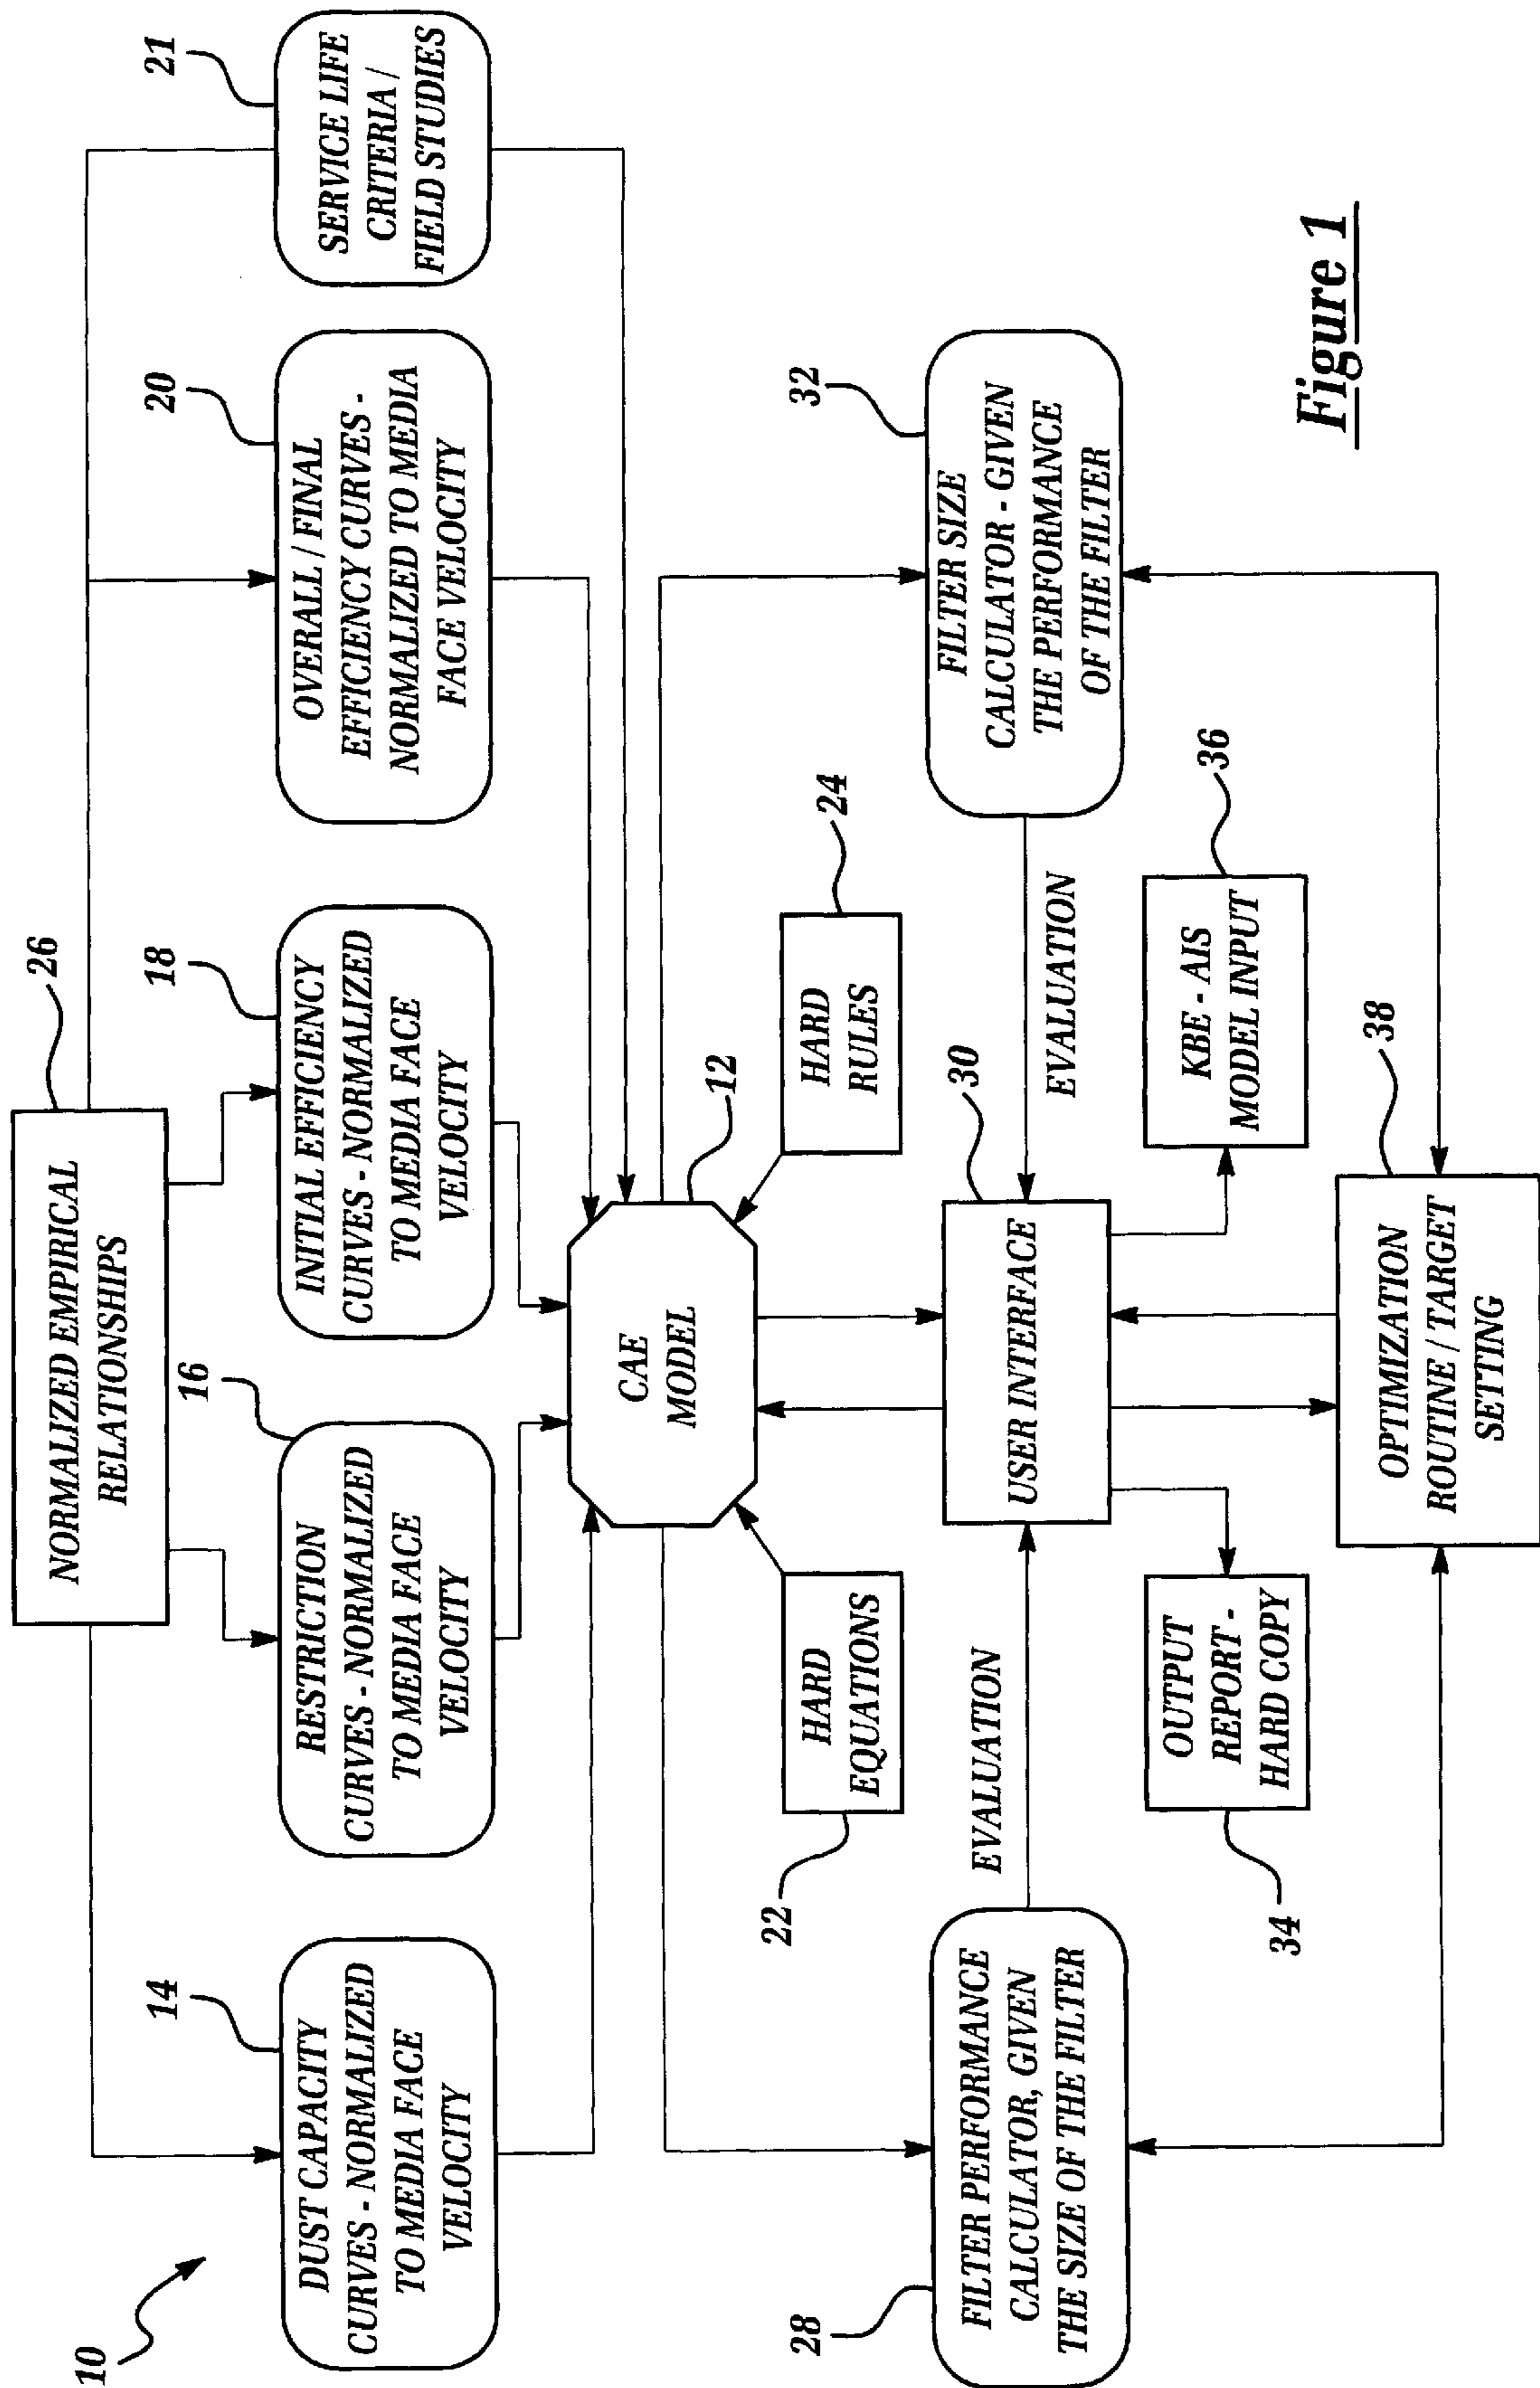 10
NORMALIZED EMPIRICAL
RELATIONSHIPS
26
14
DUST CAPACITY
CURVES - NORMALIZED
TO MEDIA FACE
VELOCITY
16
RESTRICTION
CURVES - NORMALIZED
TO MEDIA FACE
VELOCITY
18
INITIAL EFFICIENCY
CURVES - NORMALIZED
TO MEDIA FACE
VELOCITY
20
OVERALL / FINAL
EFFICIENCY CURVES -
NORMALIZED TO MEDIA
FACE VELOCITY
21
SERVICE LIFE
CRITERIA /
FIELD STUDIES
CAE
MODEL
12
22
HARD
EQUATIONS
HARD
RULES
24
28
FILTER PERFORMANCE
CALCULATOR, GIVEN
THE SIZE OF THE FILTER
EVALUATION
USER INTERFACE
30
EVALUATION
32
FILTER SIZE
CALCULATOR - GIVEN
THE PERFORMANCE
OF THE FILTER
34
OUTPUT
REPORT -
HARD COPY
KBE - AIS
MODEL INPUT
36
OPTIMIZATION
ROUTINE / TARGET
SETTING
38
Figure 1